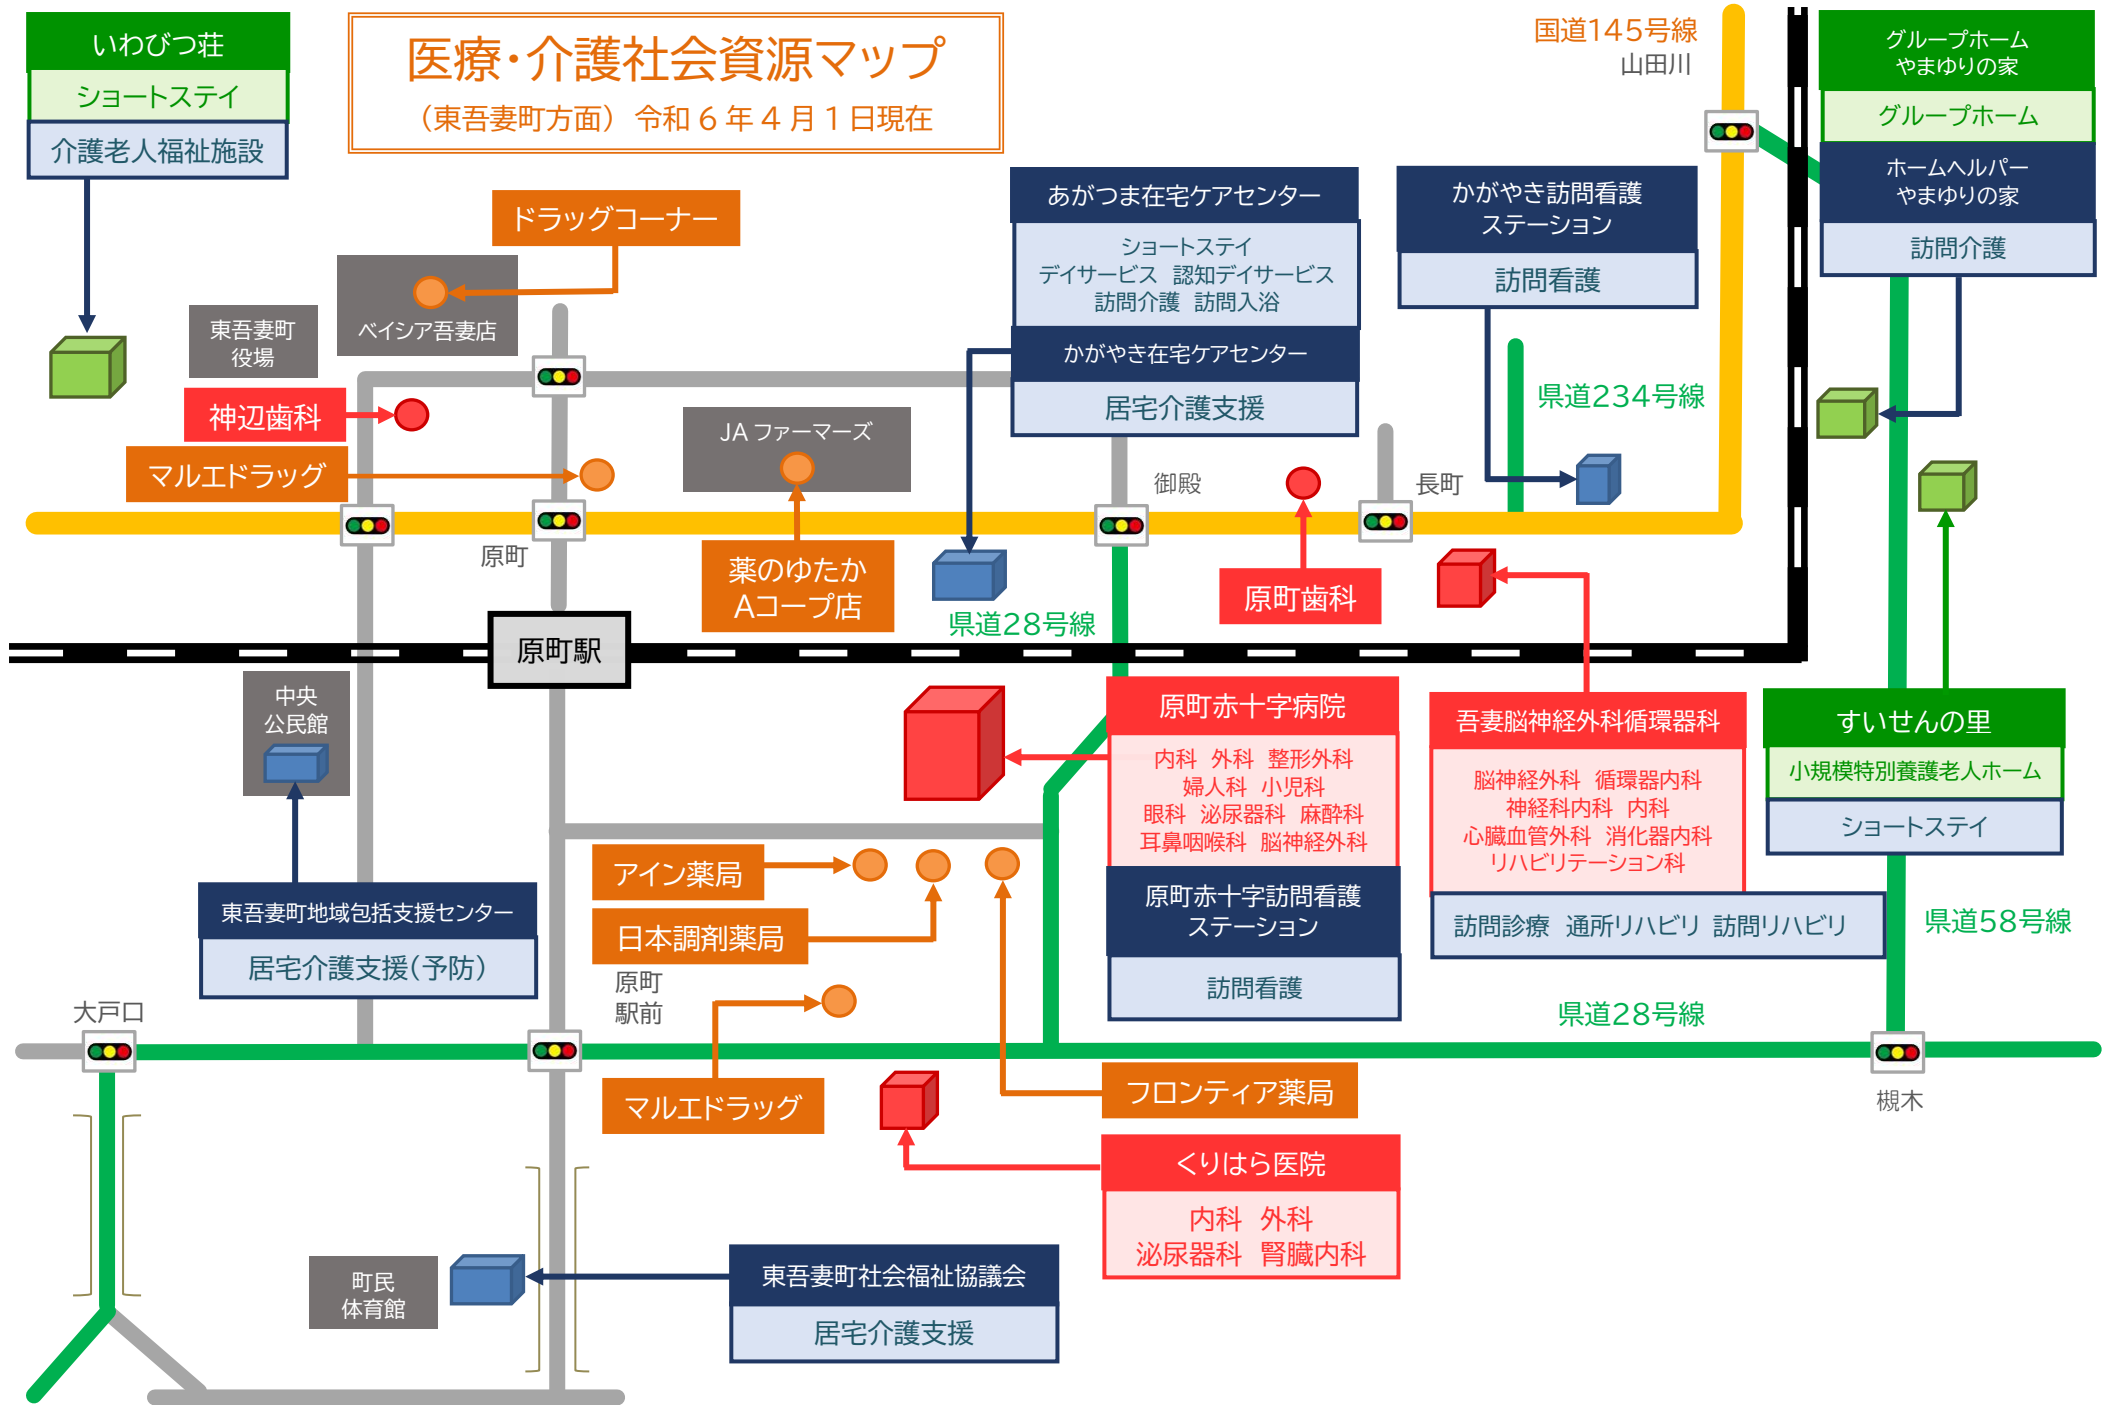 いわびつ荘
ショートステイ
介護老人福祉施設
医療・介護社会資源マップ
（東吾妻町方面） 令和６年４月１日現在
国道145号線
山田川
グループホーム
やまゆりの家
グループホーム
ホームヘルパー
やまゆりの家
訪問介護
ドラッグコーナー
ベイシア吾妻店
東吾妻町
役場
神辺歯科
マルエドラッグ
JAファーマーズ
薬のゆたか
Aコープ店
原町
あがつま在宅ケアセンター
ショートステイ
デイサービス 認知デイサービス
訪問介護 訪問入浴
かがやき在宅ケアセンター
居宅介護支援
かがやき訪問看護
ステーション
訪問看護
県道234号線
御殿
長町
原町歯科
県道28号線
原町駅
中央
公民館
東吾妻町地域包括支援センター
居宅介護支援（予防）
原町赤十字病院
内科 外科 整形外科
婦人科 小児科
眼科 泌尿器科 麻酔科
耳鼻咽喉科 脳神経外科
原町赤十字訪問看護
ステーション
訪問看護
吾妻脳神経外科循環器科
脳神経外科 循環器内科
神経科内科 内科
心臓血管外科 消化器内科
リハビリテーション科
訪問診療 通所リハビリ 訪問リハビリ
すいせんの里
小規模特別養護老人ホーム
ショートステイ
県道58号線
アイン薬局
日本調剤薬局
原町
駅前
大戸口
県道28号線
マルエドラッグ
フロンティア薬局
槻木
くりはら医院
内科 外科
泌尿器科 腎臓内科
町民
体育館
東吾妻町社会福祉協議会
居宅介護支援